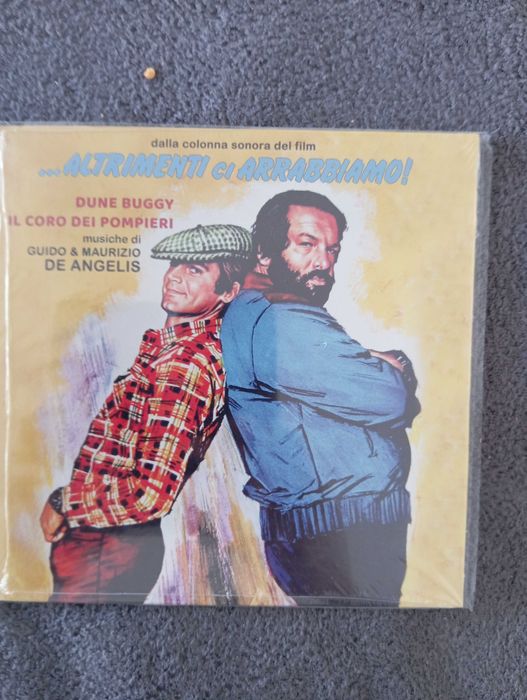 dalla colonna sonora del film
...ALTRIMENTI CI ARRABBIAMO!
DUNE BUGGY
IL CORO DEI POMPIERI
musiche di
GUIDO & MAURIZIO
DE ANGELIS